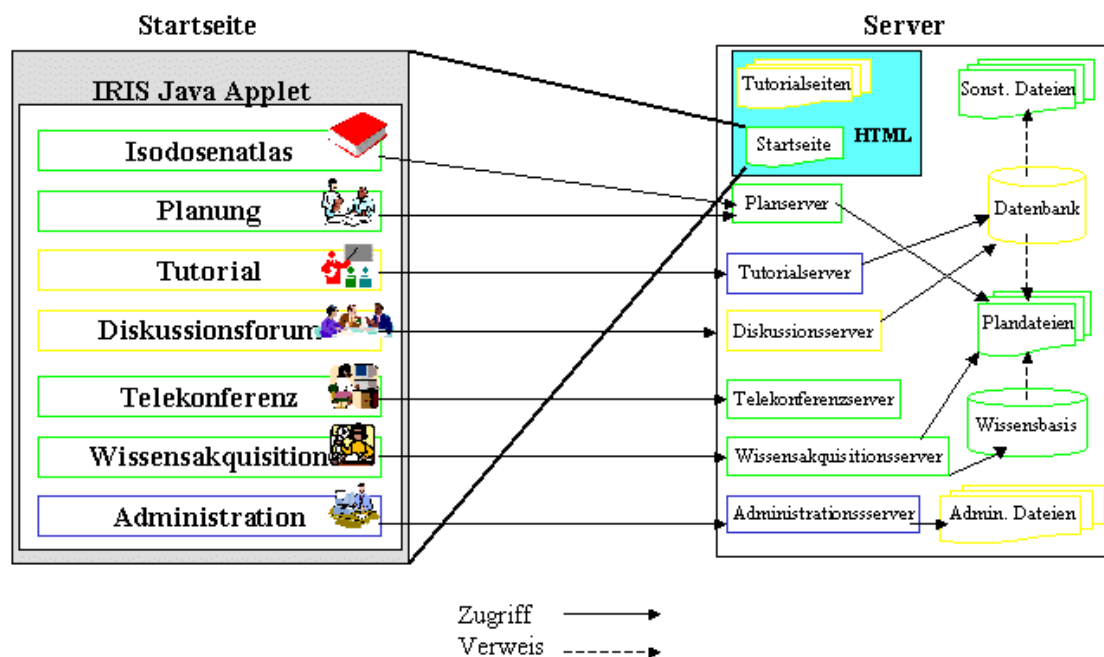 Startseite
IRIS Java Applet
Isodosenatlas
Planung
Tutorial
Diskussionsforum
Telekonferenz
Wissensakquisition
Administration
Server
Tutorialseiten
Startseite
HTML
Sonst. Dateien
Planserver
Datenbank
Tutorialserver
Diskussionsserver
Plandateien
Telekonferenzserver
Wissensbasis
Wissensakquisitionsserver
Administrationssserver
Admin. Dateien
Zugriff
Verweis